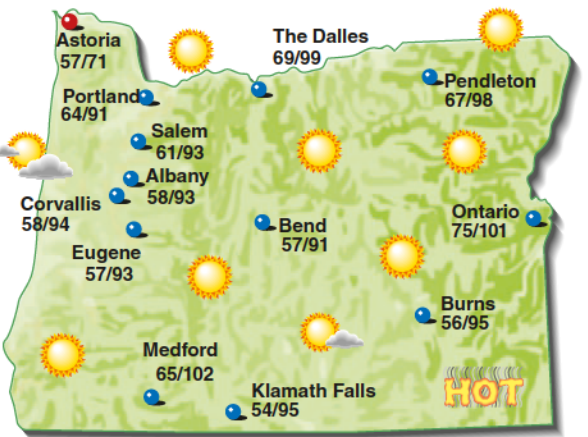 Astoria
57/71
The Dalles
69/99
Pendleton
67/98
Portland
64/91
Salem
61/93
Albany
58/93
Corvallis
58/94
Ontario
75/101
Bend
57/91
Eugene
57/93
Burns
56/95
Medford
65/102
Klamath Falls
54/95
HOT